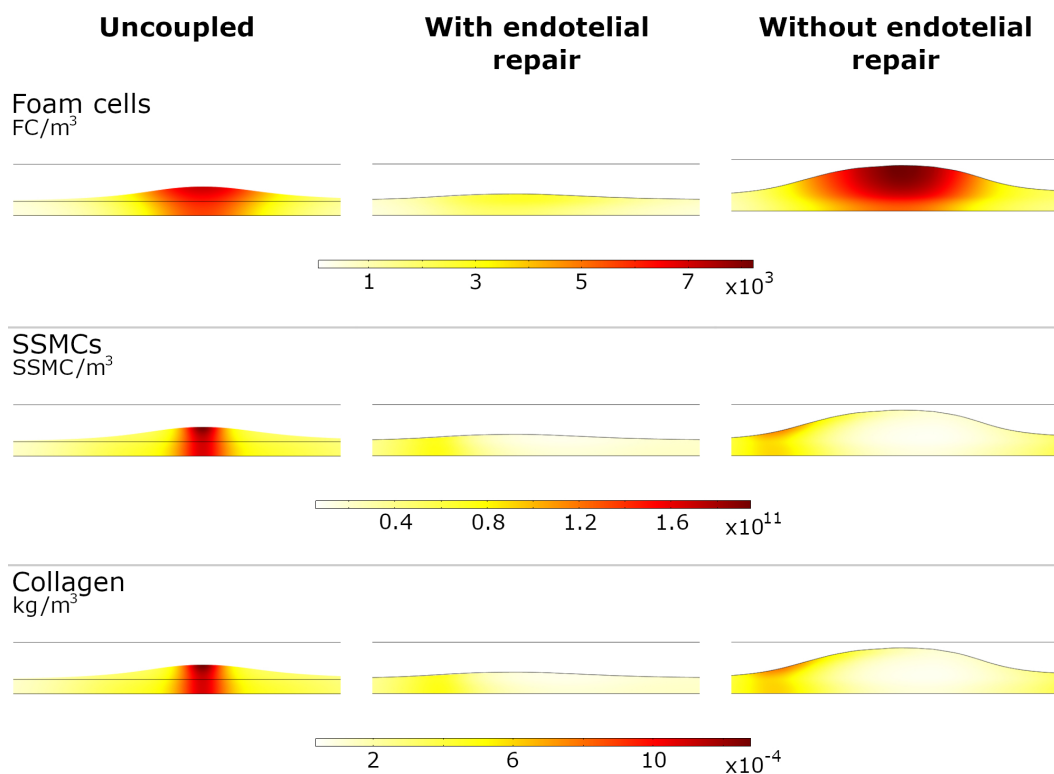 Uncoupled
With endotelial
repair
Without endotelial
repair
Foam cells
FC/m³
1 3 5 7 x10³
SSMCs
SSMC/m³
0.4 0.8 1.2 1.6 x10¹¹
Collagen
kg/m³
2 6 10 x10⁻⁴